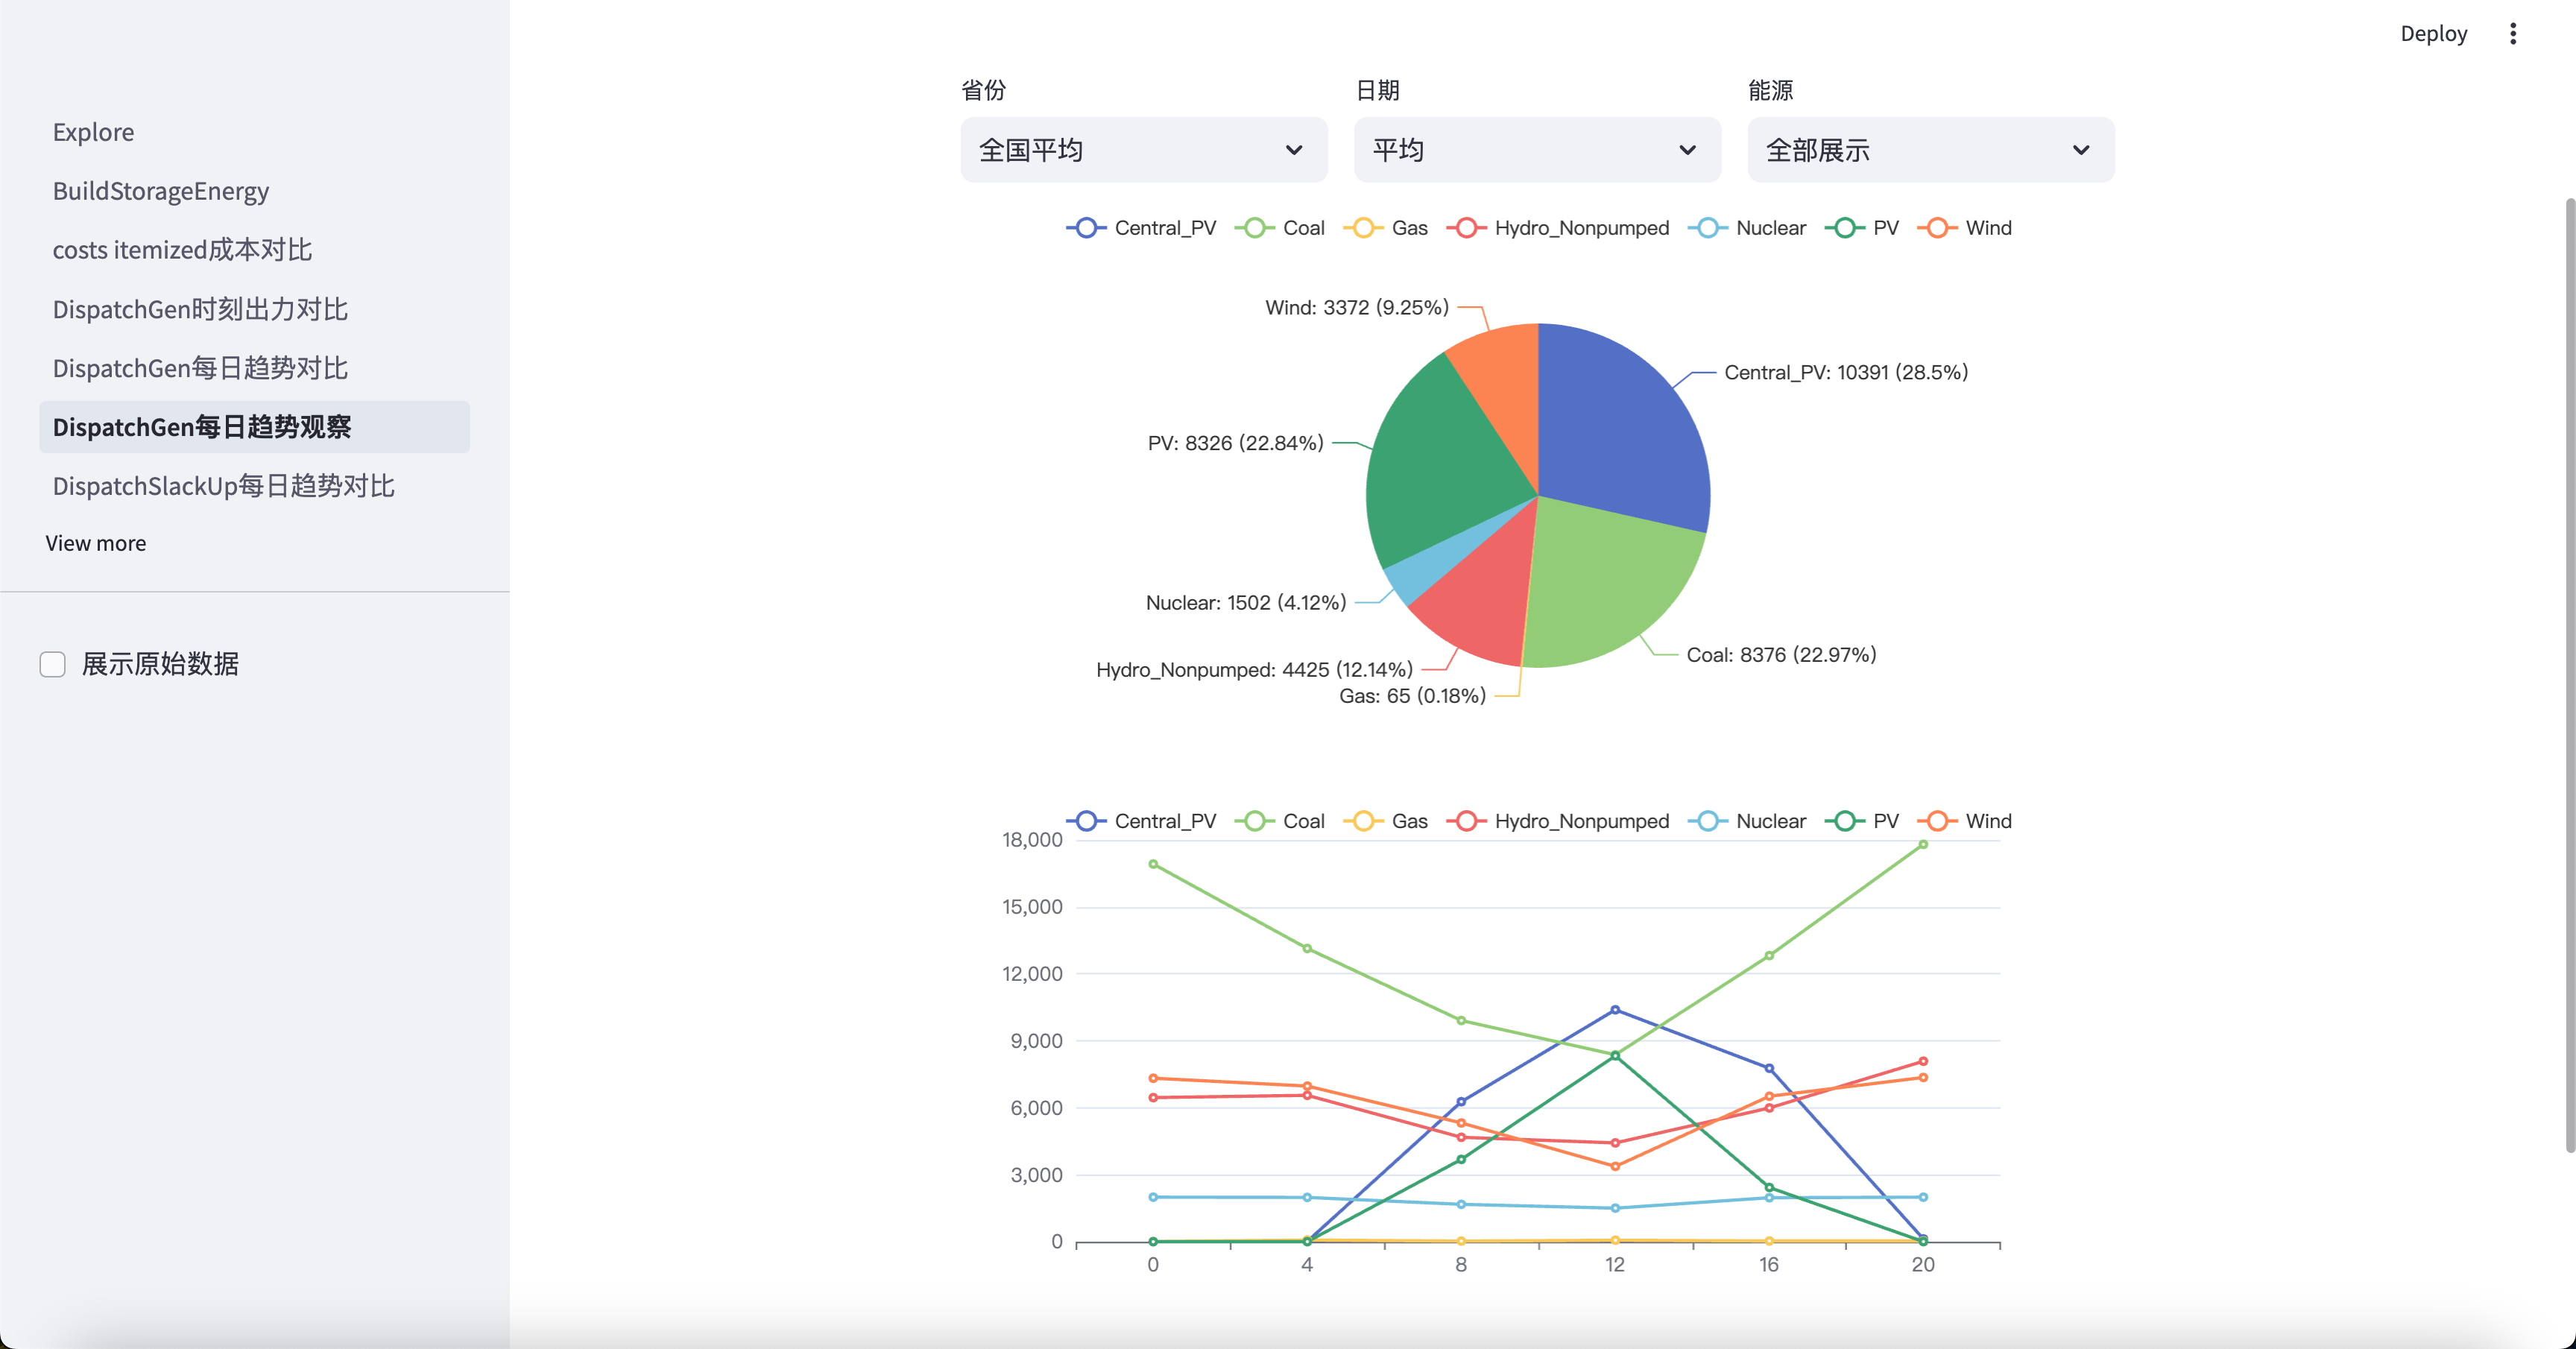 Deploy
Explore
BuildStorageEnergy
costs itemized成本对比
DispatchGen时刻出力对比
DispatchGen每日趋势对比
DispatchGen每日趋势观察
DispatchSlackUp每日趋势对比
View more
展示原始数据
省份 日期 能源
全国平均 平均 全部展示
Central_PV Coal Gas Hydro_Nonpumped Nuclear PV Wind
Wind: 3372 (9.25%)
Central_PV: 10391 (28.5%)
PV: 8326 (22.84%)
Nuclear: 1502 (4.12%)
Coal: 8376 (22.97%)
Hydro_Nonpumped: 4425 (12.14%)
Gas: 65 (0.18%)
Central_PV Coal Gas Hydro_Nonpumped Nuclear PV Wind
18,000
15,000
12,000
9,000
6,000
3,000
0
0 4 8 12 16 20